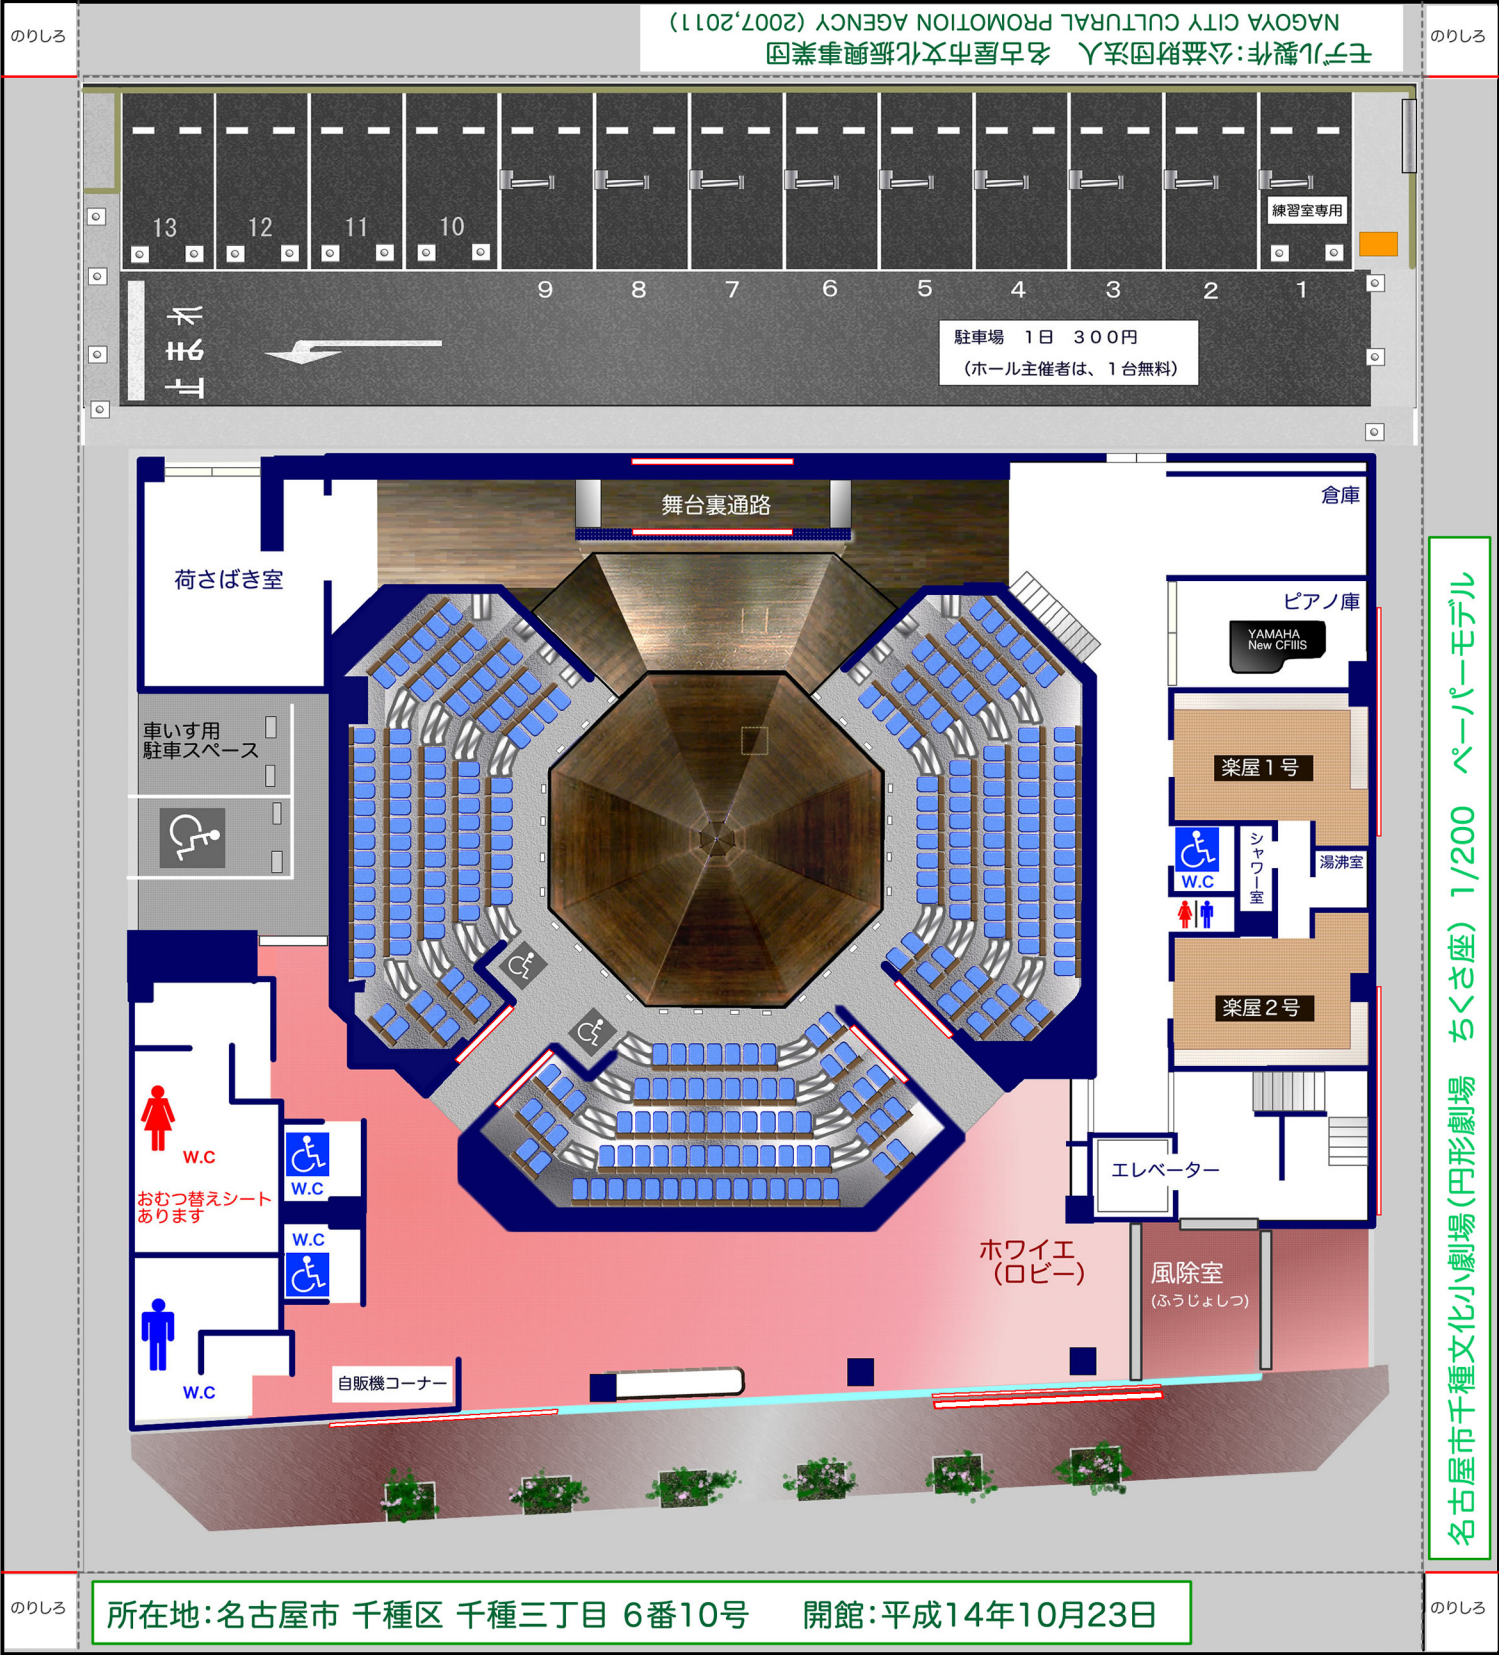 のりしろ
モデル製作：公益財団法人　名古屋市文化振興事業団
NAGOYA CITY CULTURAL PROMOTION AGENCY (2007,2011)
のりしろ
13
12
11
10
練習室専用
9
8
7
6
5
4
3
2
1
止まれ
駐車場　1日　300円
（ホール主催者は、1台無料）
舞台裏通路
倉庫
荷さばき室
ピアノ庫
YAMAHA
New CFIIIS
車いす用
駐車スペース
楽屋1号
W.C
シャワー室
湯沸室
楽屋2号
W.C
おむつ替えシート
あります
W.C
W.C
エレベーター
ホワイエ
（ロビー）
風除室
(ふうじょしつ)
W.C
自販機コーナー
名古屋市千種文化小劇場（円形劇場　ちくさ座）　1/200　ペーパーモデル
のりしろ
所在地：名古屋市 千種区 千種三丁目 6番10号　　開館：平成14年10月23日
のりしろ